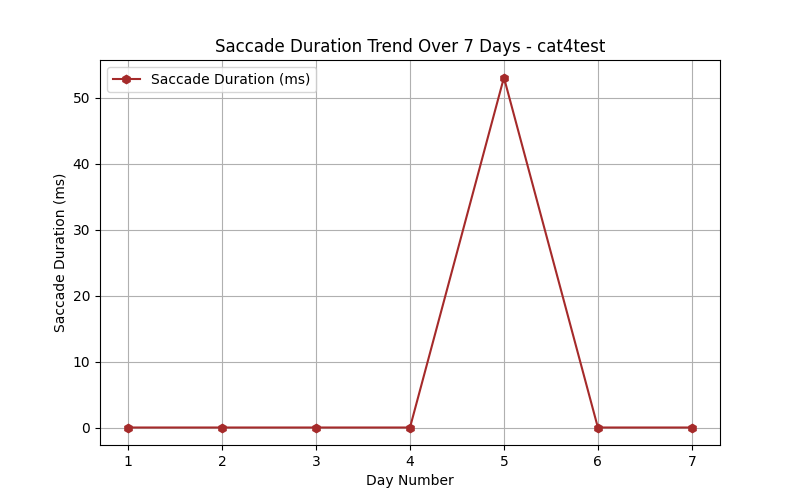 Saccade Duration Trend Over 7 Days - cat4test
Saccade Duration (ms)
50
40
30
20
10
0
Saccade Duration (ms)
1 2 3 4 5 6 7
Day Number